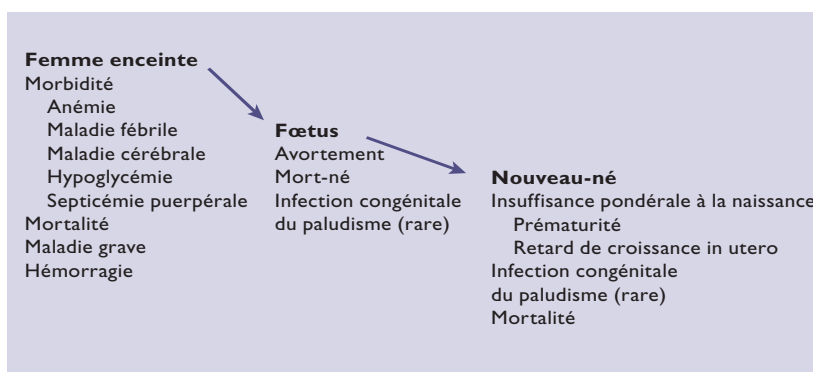 Femme enceinte
Morbidité
Anémie
Maladie fébrile
Maladie cérébrale
Hypoglycémie
Septicémie puerpérale
Mortalité
Maladie grave
Hémorragie
Fœtus
Avortement
Mort-né
Infection congénitale
du paludisme (rare)
Nouveau-né
Insuffisance pondérale à la naissance
Prématurité
Retard de croissance in utero
Infection congénitale
du paludisme (rare)
Mortalité